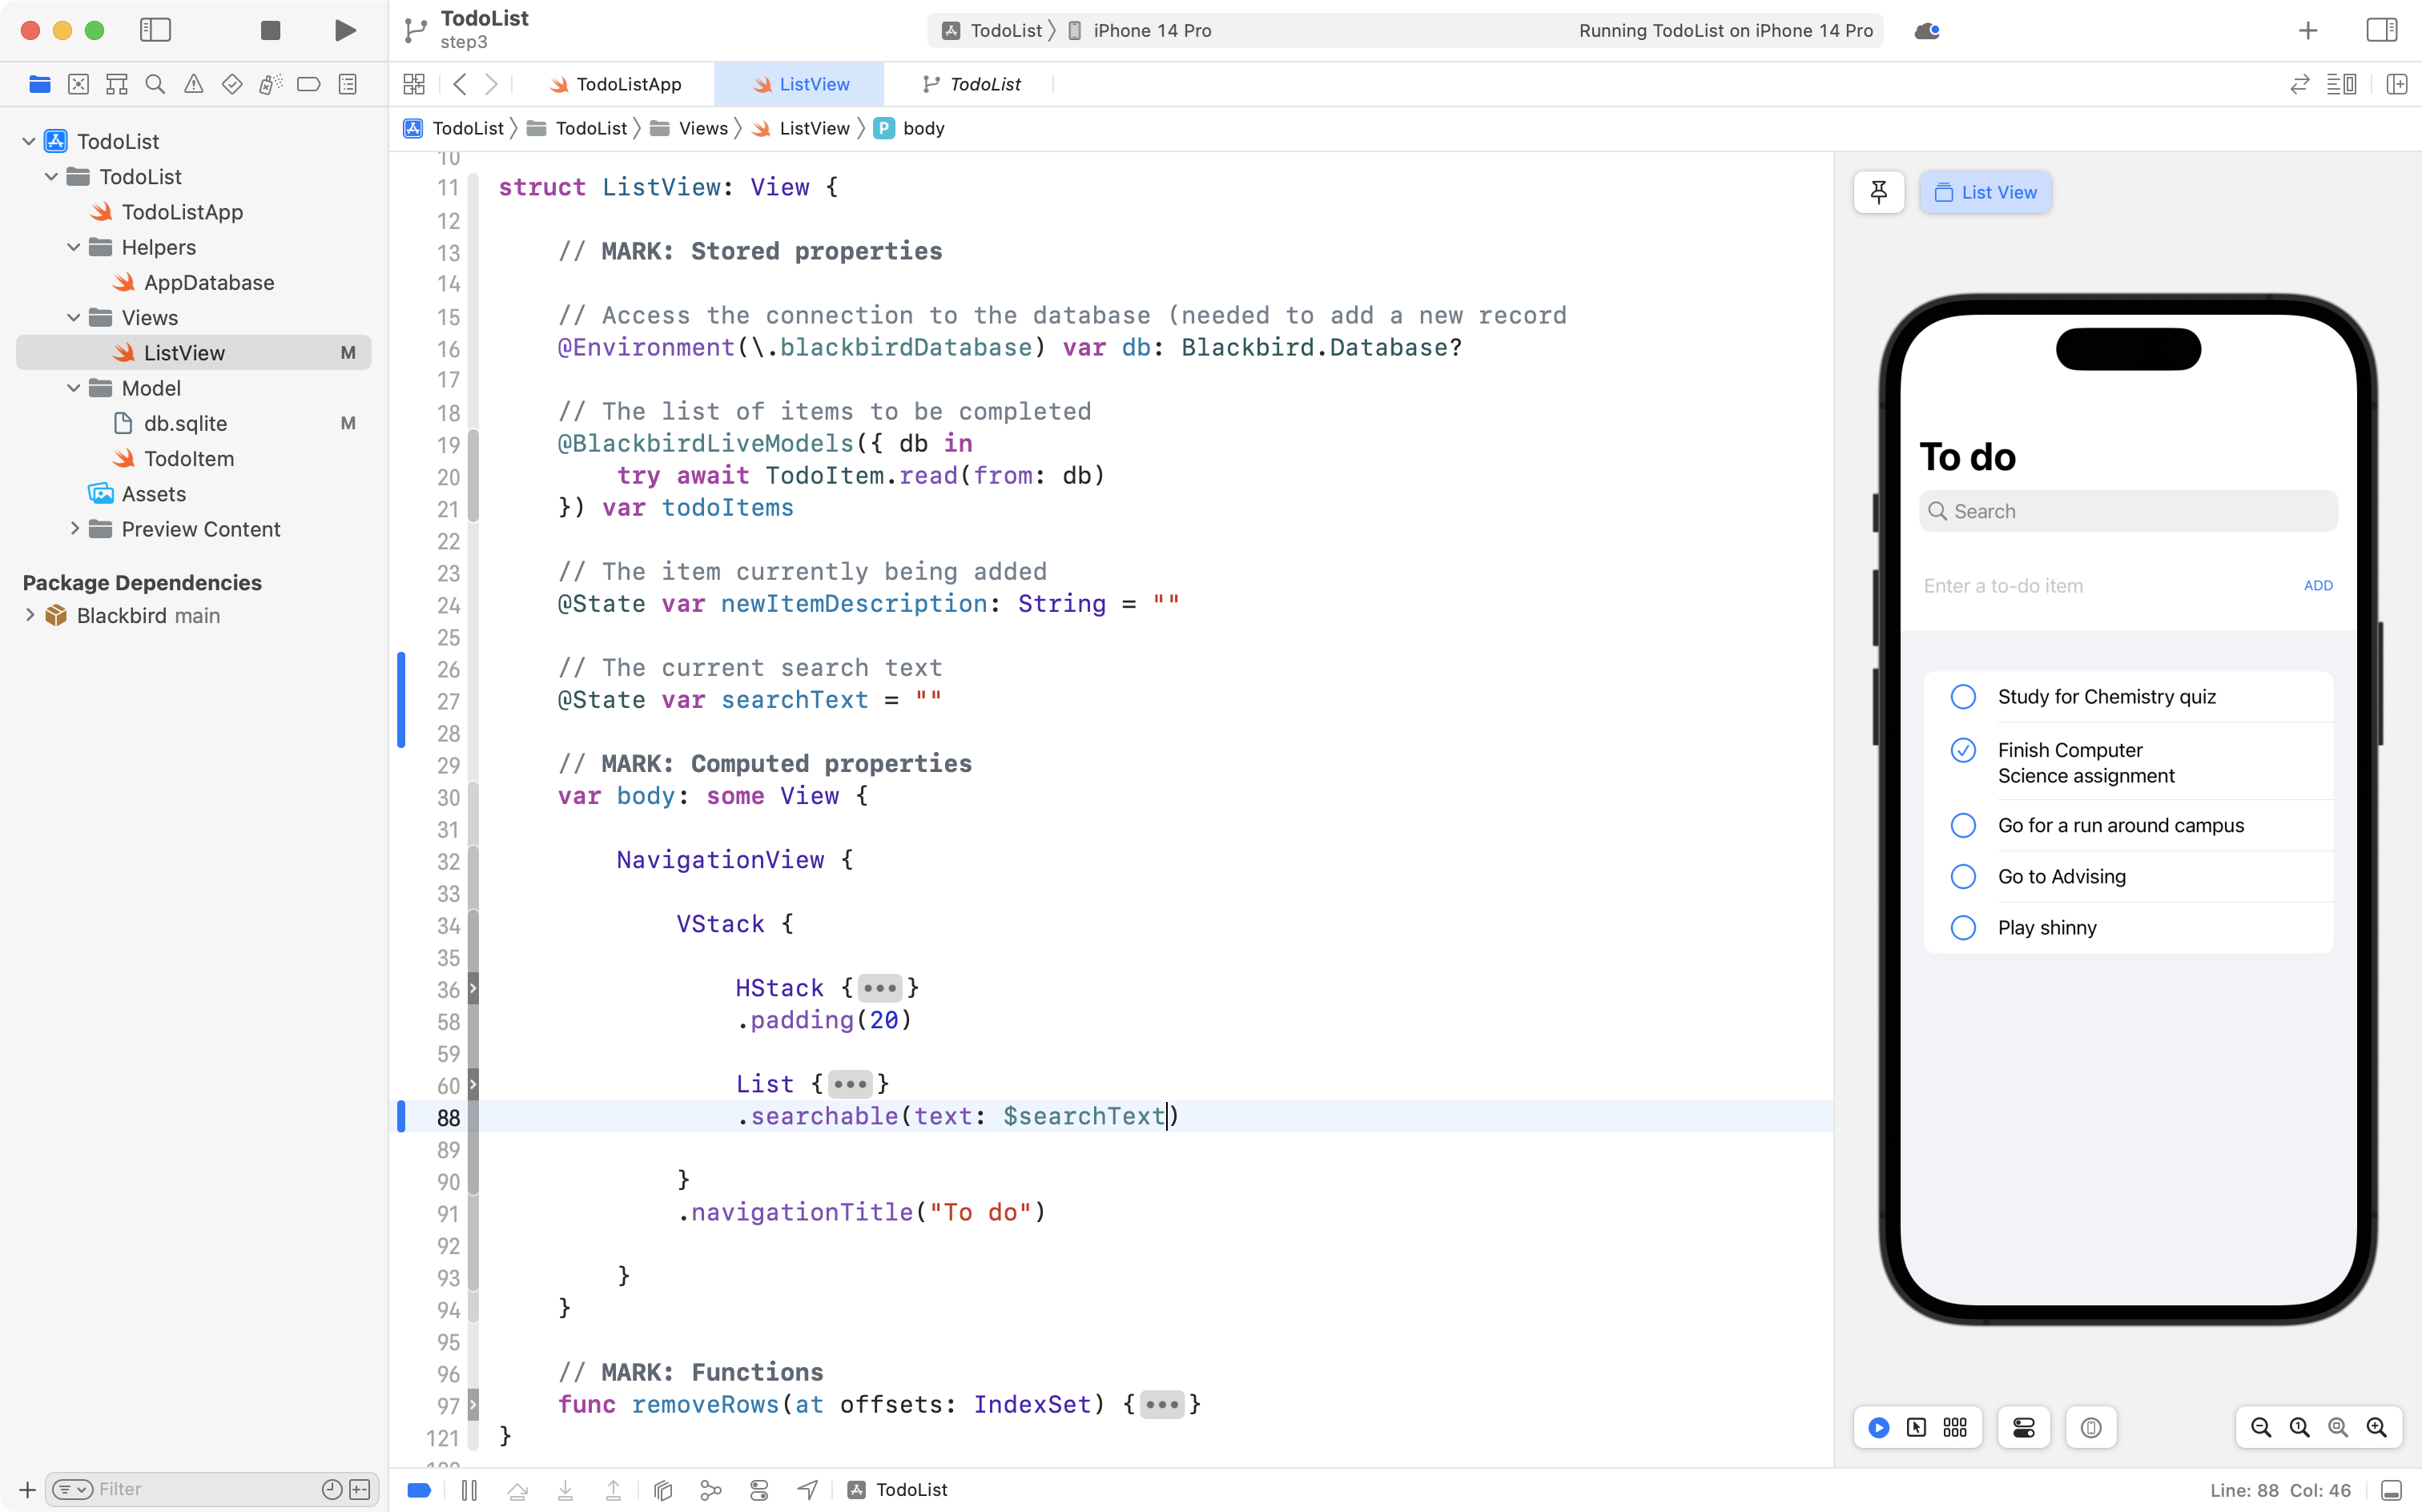 TodoList
step3
TodoList
iPhone 14 Pro
Running TodoList on iPhone 14 Pro
TodoListApp
ListView
TodoList
TodoList
TodoList
Views
ListView
P
body
TodoList
TodoList
TodoListApp
Helpers
AppDatabase
Views
ListView M
Model
db.sqlite M
TodoItem
Assets
Preview Content
Package Dependencies
Blackbird main
Filter
10
11 struct ListView: View {
12
13 // MARK: Stored properties
14
15 // Access the connection to the database (needed to add a new record
16 @Environment(\.blackbirdDatabase) var db: Blackbird.Database?
17
18 // The list of items to be completed
19 @BlackbirdLiveModels({ db in
20 try await TodoItem.read(from: db)
21 }) var todoItems
22
23 // The item currently being added
24 @State var newItemDescription: String = ""
25
26 // The current search text
27 @State var searchText = ""
28
29 // MARK: Computed properties
30 var body: some View {
31
32 NavigationView {
33
34 VStack {
35
36 HStack {•••}
58 .padding(20)
59
60 List {•••}
88 .searchable(text: $searchText)
89
90 }
91 .navigationTitle("To do")
92
93 }
94 }
95
96 // MARK: Functions
97 func removeRows(at offsets: IndexSet) {•••}
121 }
List View
To do
Search
Enter a to-do item
ADD
Study for Chemistry quiz
Finish Computer
Science assignment
Go for a run around campus
Go to Advising
Play shinny
TodoList
Line: 88 Col: 46